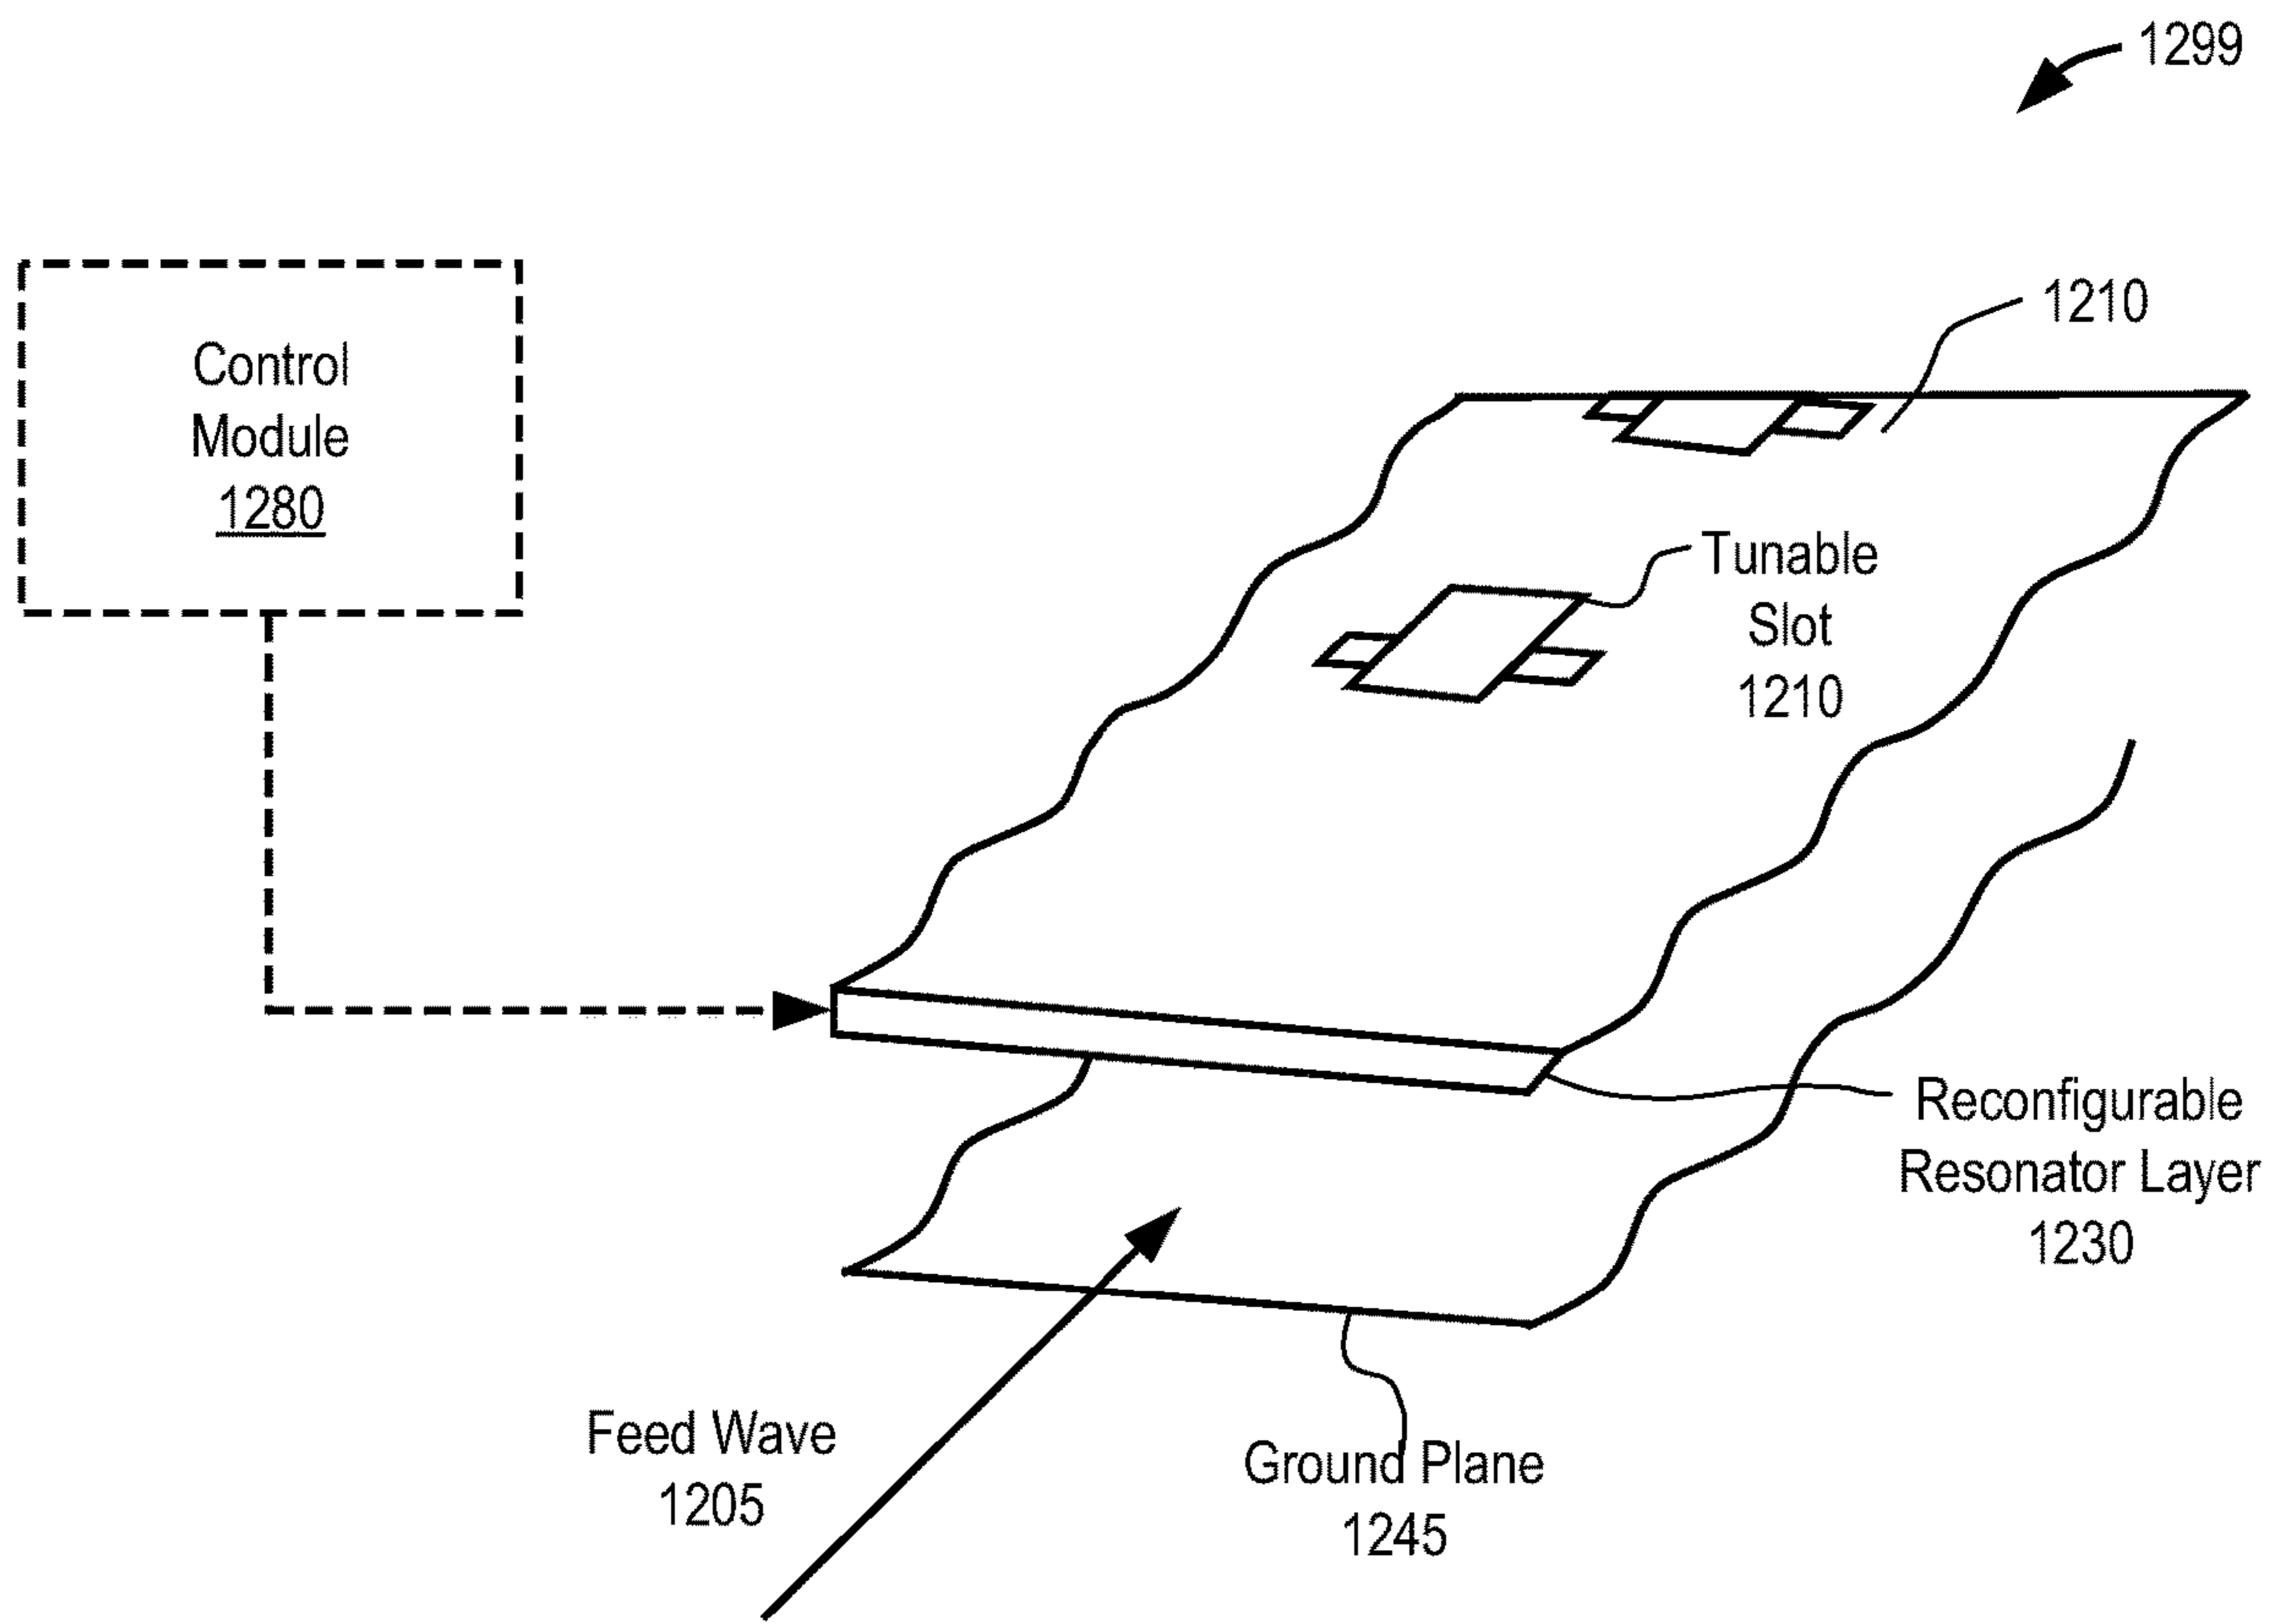 1299
Control
Module
1280
1210
Tunable
Slot
1210
Reconfigurable
Resonator Layer
1230
Feed Wave
1205
Ground Plane
1245